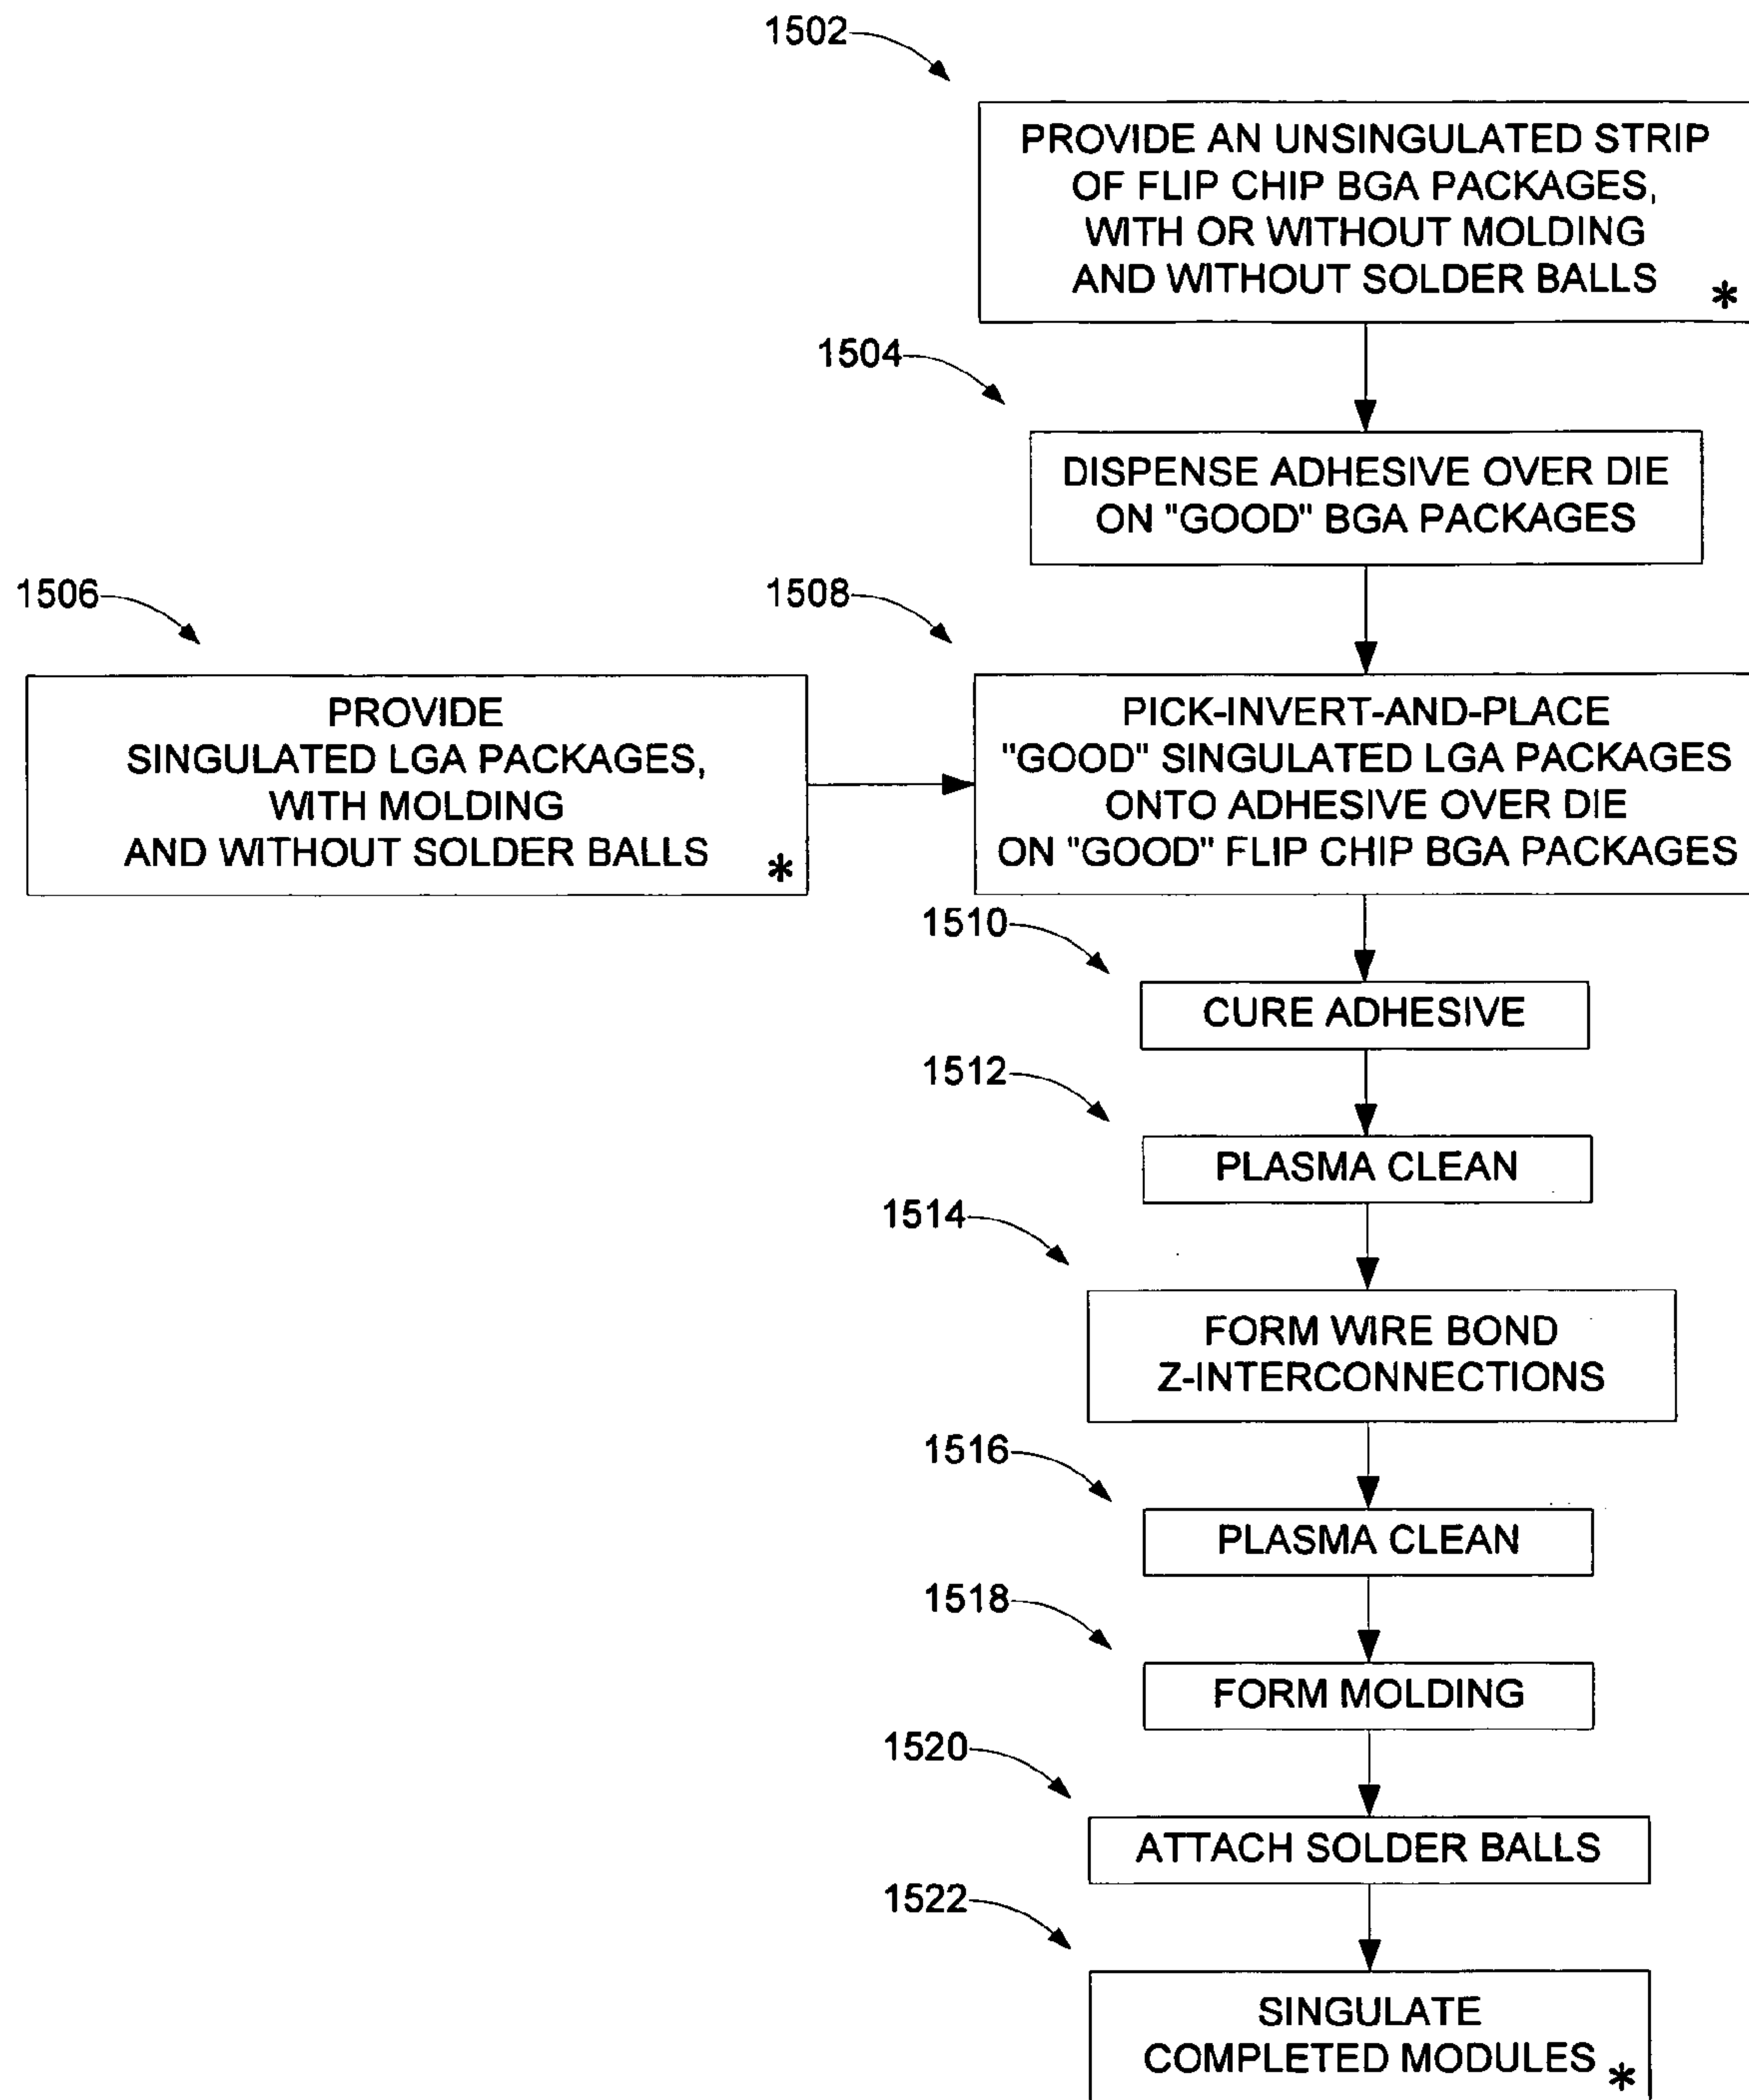 1502
PROVIDE AN UNSINGULATED STRIP
OF FLIP CHIP BGA PACKAGES,
WITH OR WITHOUT MOLDING
AND WITHOUT SOLDER BALLS *
1504
DISPENSE ADHESIVE OVER DIE
ON "GOOD" BGA PACKAGES
1506
PROVIDE
SINGULATED LGA PACKAGES,
WITH MOLDING
AND WITHOUT SOLDER BALLS *
1508
PICK-INVERT-AND-PLACE
"GOOD" SINGULATED LGA PACKAGES
ONTO ADHESIVE OVER DIE
ON "GOOD" FLIP CHIP BGA PACKAGES
1510
CURE ADHESIVE
1512
PLASMA CLEAN
1514
FORM WIRE BOND
Z-INTERCONNECTIONS
1516
PLASMA CLEAN
1518
FORM MOLDING
1520
ATTACH SOLDER BALLS
1522
SINGULATE
COMPLETED MODULES *